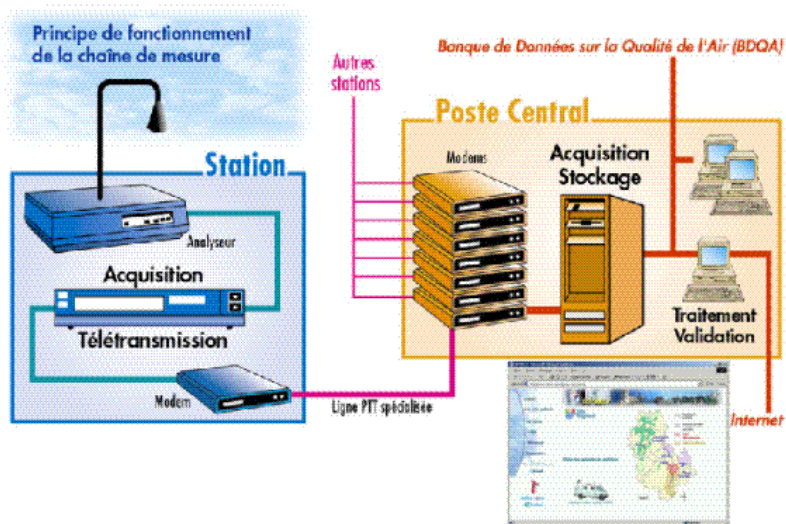 Principe de fonctionnement
de la chaîne de mesure
Station
Analyseur
Acquisition
Télétransmission
Modem
Ligne PTT spécialisée
Autres
stations
Banque de Données sur la Qualité de l'Air (BDQA)
Poste Central
Modems
Acquisition
Stockage
Traitement
Validation
Internet